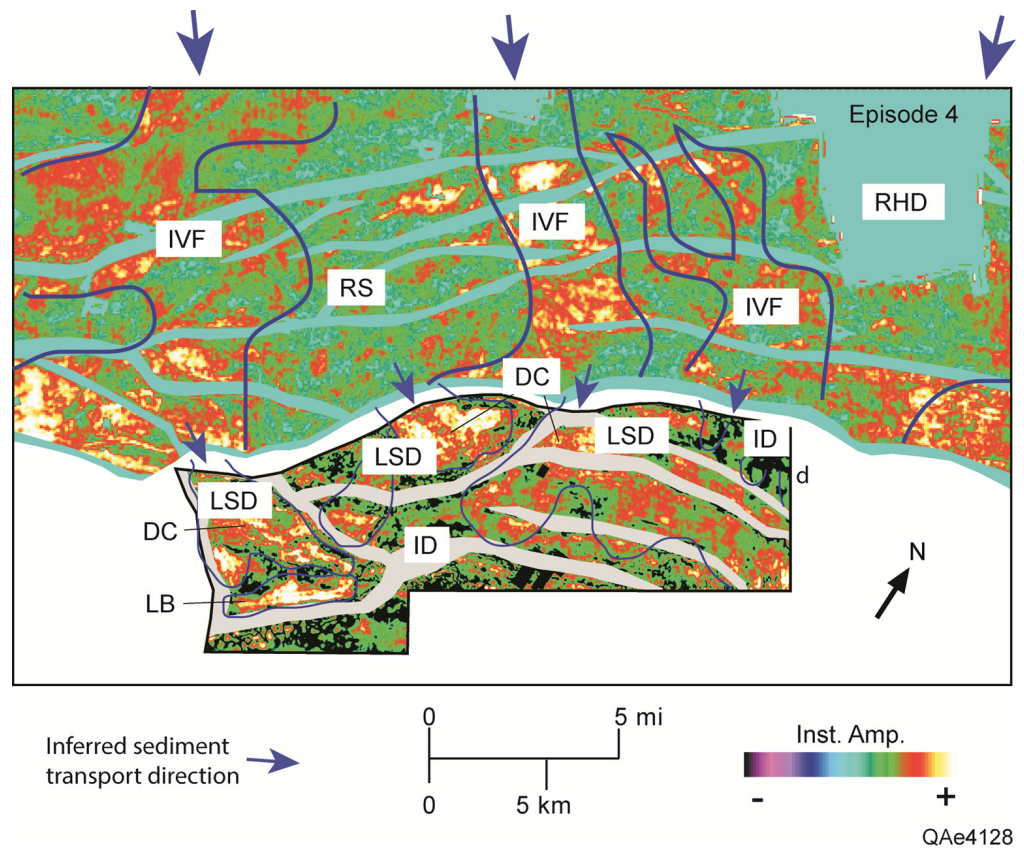 Episode 4
RHD
IVF
IVF
RS
IVF
DC
LSD
LSD
ID
d
LSD
DC
ID
N
LB
0
5 mi
Inst. Amp.
Inferred sediment
transport direction
0
5 km
-
+
QAe4128